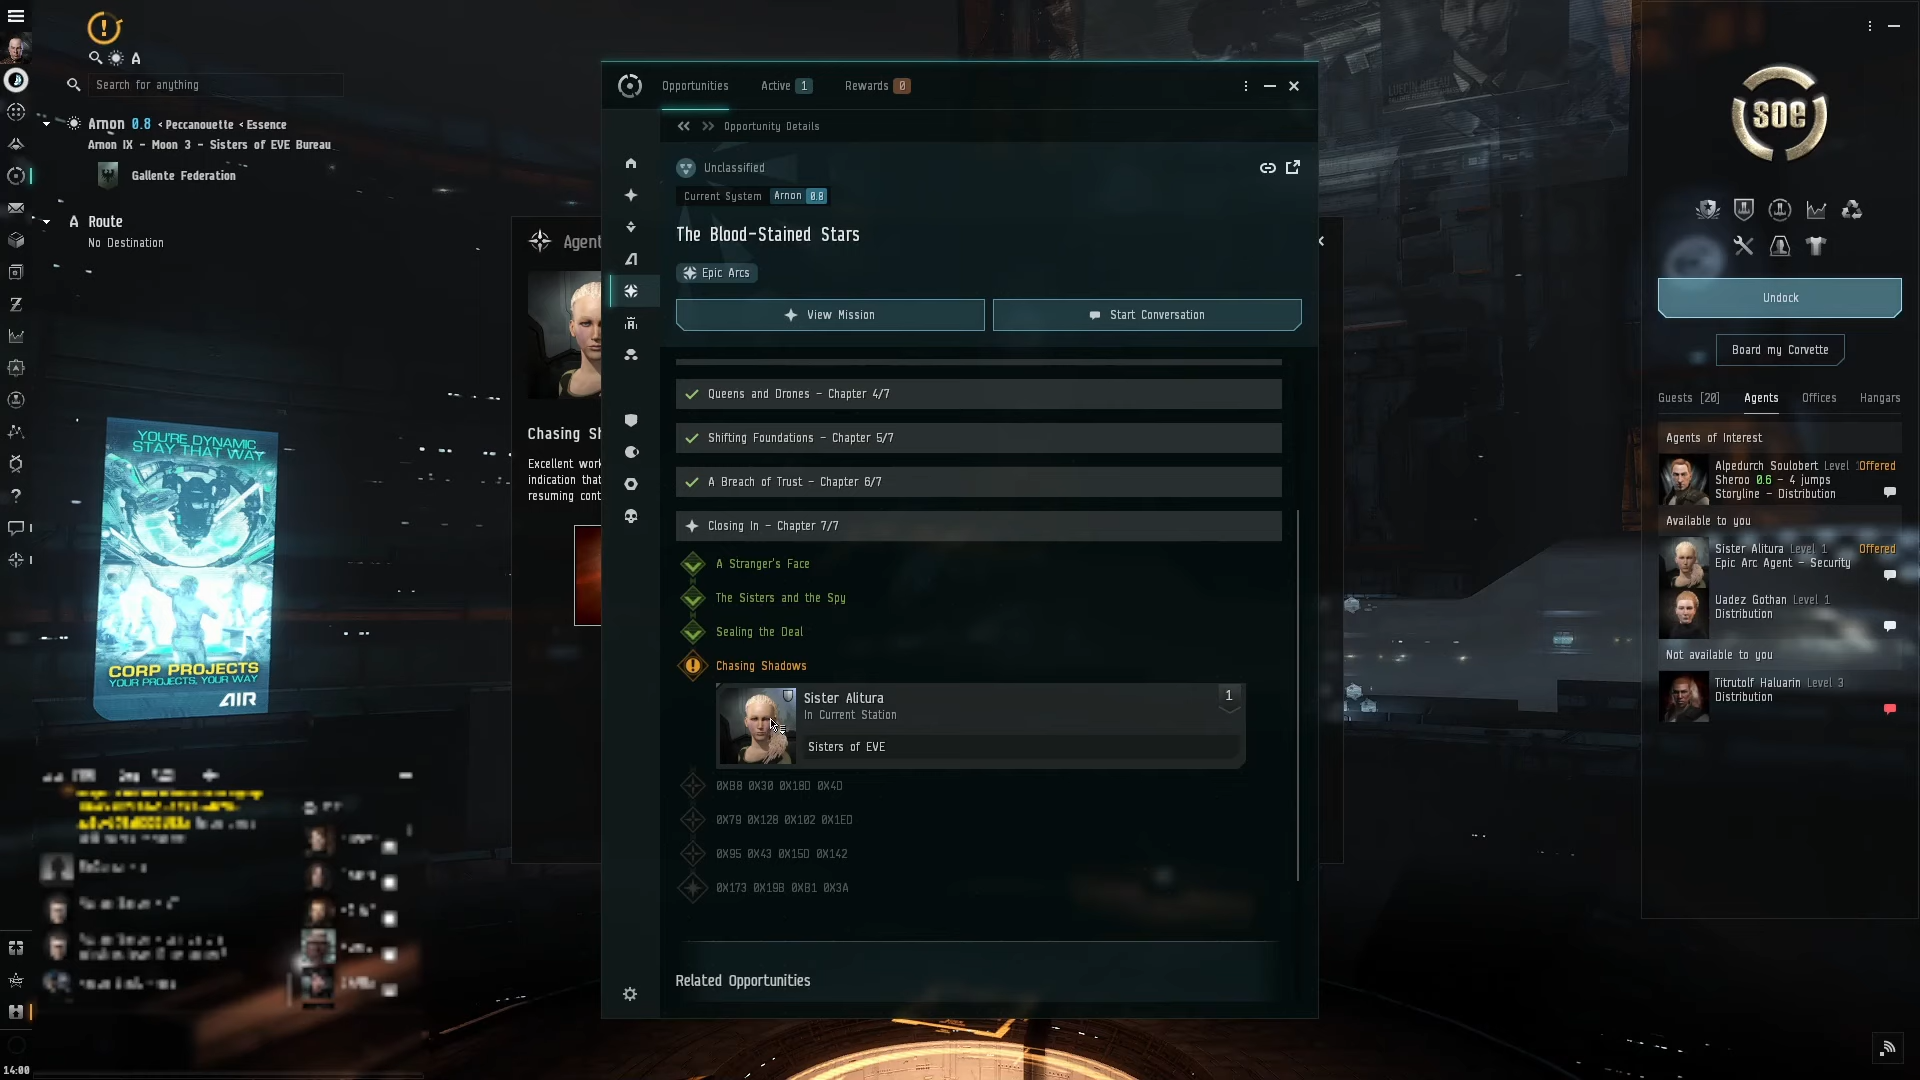 Search for anything
Arnon 0.8 < Peccanouette < Essence
Arnon IX - Moon 3 - Sisters of EVE Bureau
Gallente Federation
Route
No Destination
YOU'RE DYNAMIC
STAY THAT WAY
CORP PROJECTS
YOUR PROJECTS, YOUR WAY
AIR
14:00
Agent
Chasing Sh
Excellent work
indication that
resuming cont
Opportunities
Active 1
Rewards 0
Opportunity Details
Unclassified
Current System Arnon 0.8
The Blood-Stained Stars
Epic Arcs
View Mission
Start Conversation
Queens and Drones - Chapter 4/7
Shifting Foundations - Chapter 5/7
A Breach of Trust - Chapter 6/7
Closing In - Chapter 7/7
A Stranger's Face
The Sisters and the Spy
Sealing the Deal
Chasing Shadows
Sister Alitura
1
In Current Station
Sisters of EVE
0XB8 0X30 0X18D 0X4D
0X79 0X128 0X102 0X1ED
0X95 0X43 0X15D 0X142
0X173 0X19B 0XB1 0X3A
Related Opportunities
SOE
Undock
Board my Corvette
Guests [20]
Agents
Offices
Hangars
Agents of Interest
Alpedurch Soulobert Level Offered
Sheroo 0.6 - 4 jumps
Storyline - Distribution
Available to you
Sister Alitura Level 1 Offered
Epic Arc Agent - Security
Uadez Gothan Level 1
Distribution
Not available to you
Titrutolf Haluarin Level 3
Distribution